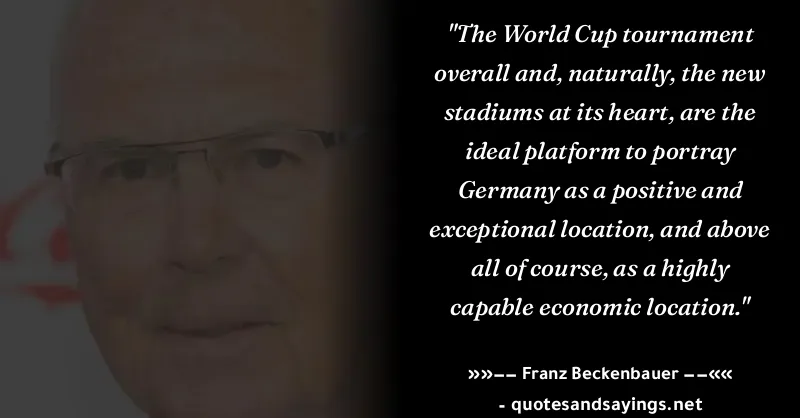 "The World Cup tournament
overall and, naturally, the new
stadiums at its heart, are the
ideal platform to portray
Germany as a positive and
exceptional location, and above
all of course, as a highly
capable economic location."
»»—— Franz Beckenbauer ——««
- quotesandsayings.net